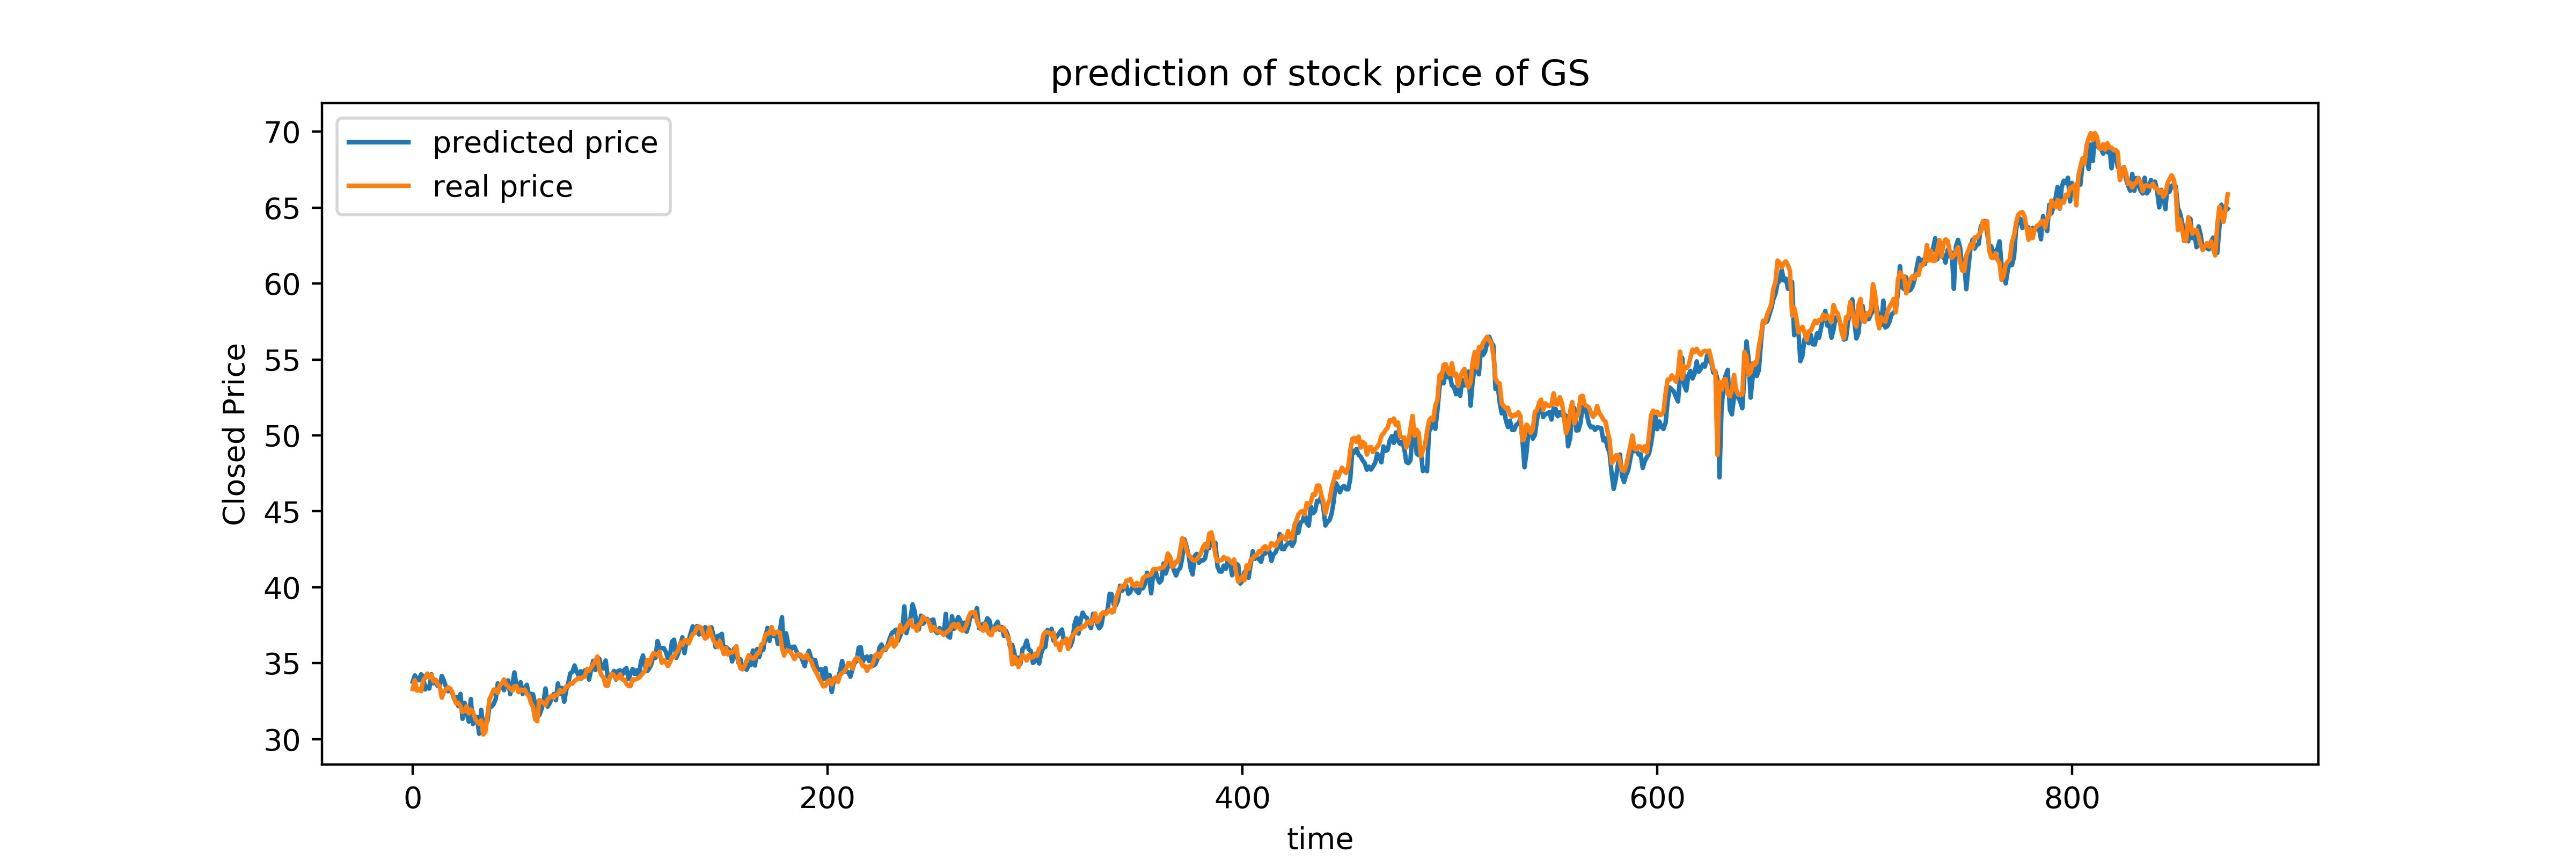 prediction of stock price of GS
predicted price
real price
Closed Price
70
65
60
55
50
45
40
35
30
0 200 400 600 800
time